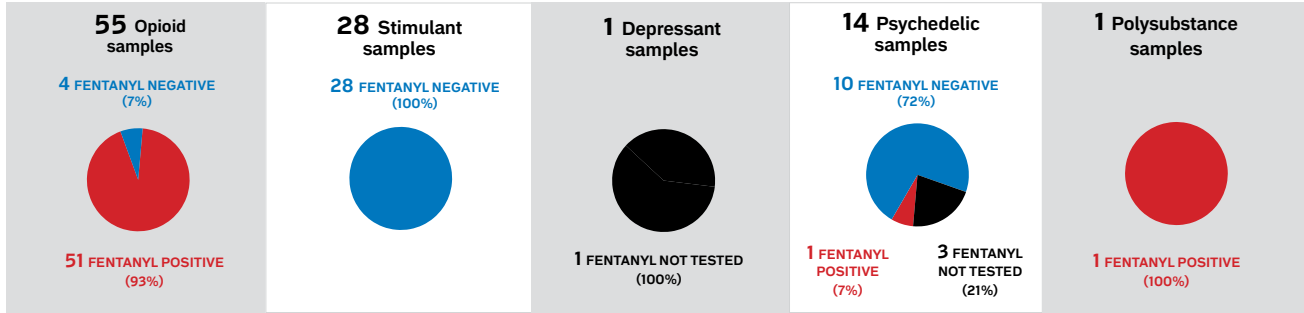 55 Opioid
samples
4 FENTANYL NEGATIVE
(7%)
51 FENTANYL POSITIVE
(93%)
28 Stimulant
samples
28 FENTANYL NEGATIVE
(100%)
1 Depressant
samples
1 FENTANYL NOT TESTED
(100%)
14 Psychedelic
samples
10 FENTANYL NEGATIVE
(72%)
1 FENTANYL
POSITIVE
(7%)
3 FENTANYL
NOT TESTED
(21%)
1 Polysubstance
samples
1 FENTANYL POSITIVE
(100%)